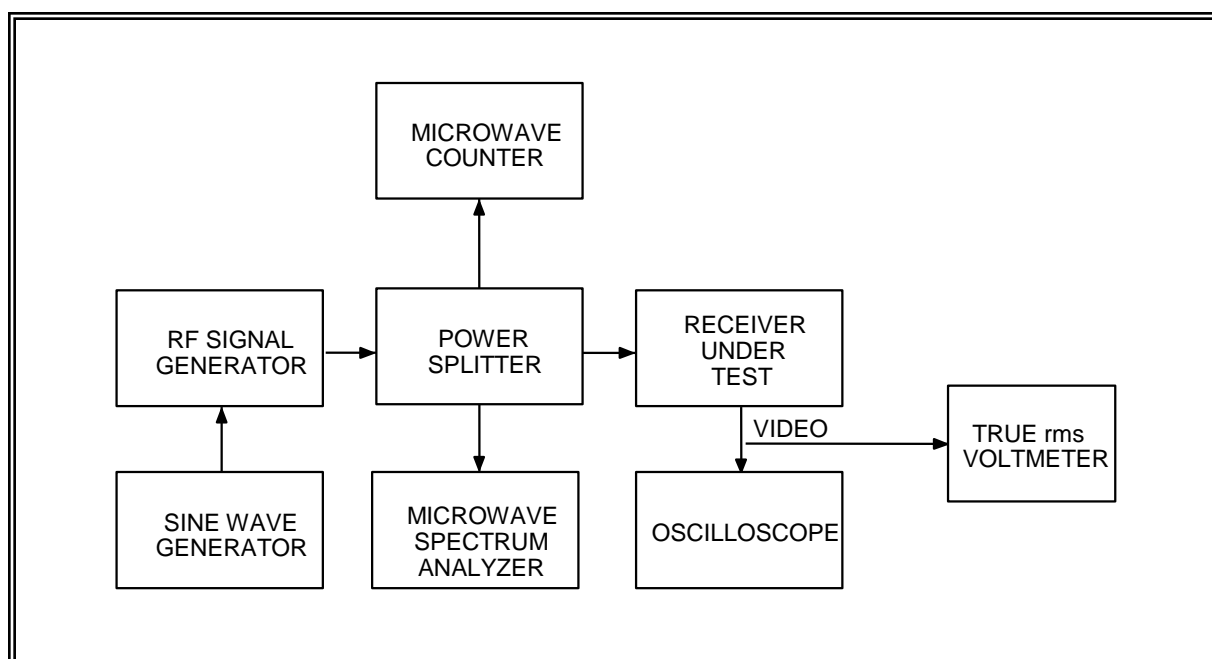 MICROWAVE
COUNTER
RF SIGNAL
GENERATOR
POWER
SPLITTER
RECEIVER
UNDER
TEST
VIDEO
TRUE rms
VOLTMETER
SINE WAVE
GENERATOR
MICROWAVE
SPECTRUM
ANALYZER
OSCILLOSCOPE